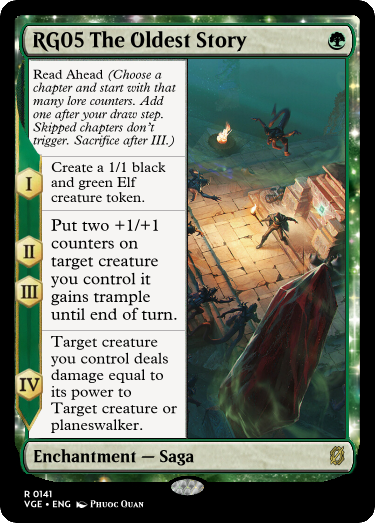 RG05 The Oldest Story
Read Ahead (Choose a
chapter and start with that
many lore counters. Add
one after your draw step.
Skipped chapters don't
trigger. Sacrifice after III.)
I
Create a 1/1 black
and green Elf
creature token.
II
III
Put two +1/+1
counters on
target creature
you control it
gains trample
until end of turn.
IV
Target creature
you control deals
damage equal to
its power to
Target creature or
planeswalker.
Enchantment — Saga
R 0141
VGE • ENG Phuoc Quan